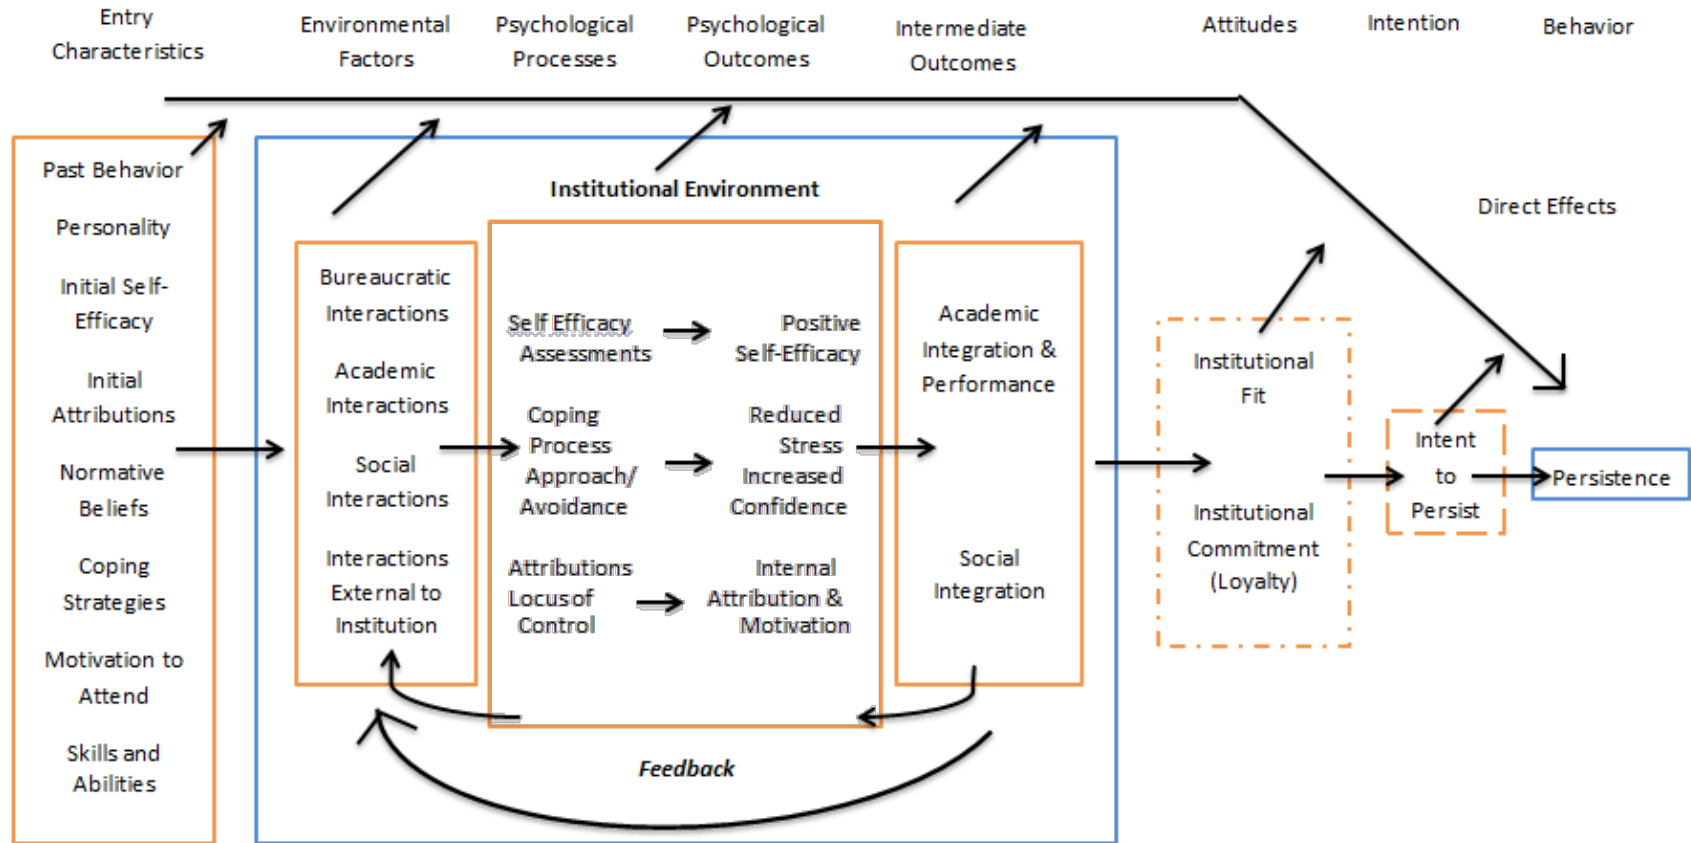 Entry
Characteristics
Environmental
Factors
Psychological
Processes
Psychological
Outcomes
Intermediate
Outcomes
Attitudes
Intention
Behavior
Past Behavior
Personality
Initial Self-
Efficacy
Initial
Attributions
Normative
Beliefs
Coping
Strategies
Motivation to
Attend
Skills and
Abilities
Institutional Environment
Bureaucratic
Interactions
Academic
Interactions
Social
Interactions
Interactions
External to
Institution
Self Efficacy
Assessments
Positive
Self-Efficacy
Coping
Process
Approach/
Avoidance
Reduced
Stress
Increased
Confidence
Attributions
Locus of
Control
Internal
Attribution &
Motivation
Academic
Integration &
Performance
Social
Integration
Feedback
Institutional
Fit
Institutional
Commitment
(Loyalty)
Direct Effects
Intent
to
Persist
Persistence